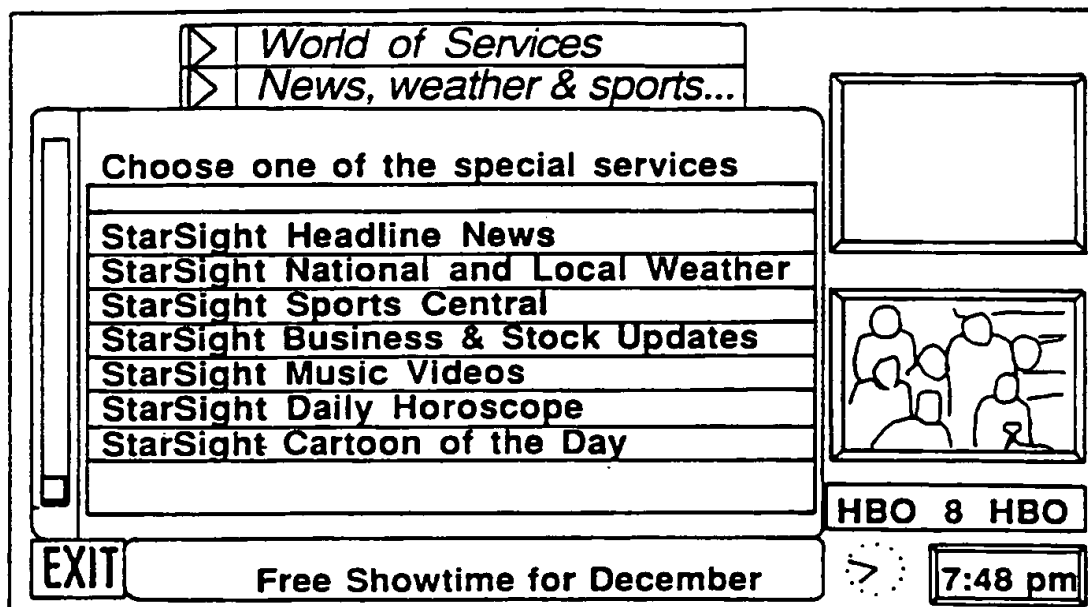 World of Services
News, weather & sports...
Choose one of the special services
StarSight Headline News
StarSight National and Local Weather
StarSight Sports Central
StarSight Business & Stock Updates
StarSight Music Videos
StarSight Daily Horoscope
StarSight Cartoon of the Day
HBO 8 HBO
EXIT
Free Showtime for December
7:48 pm